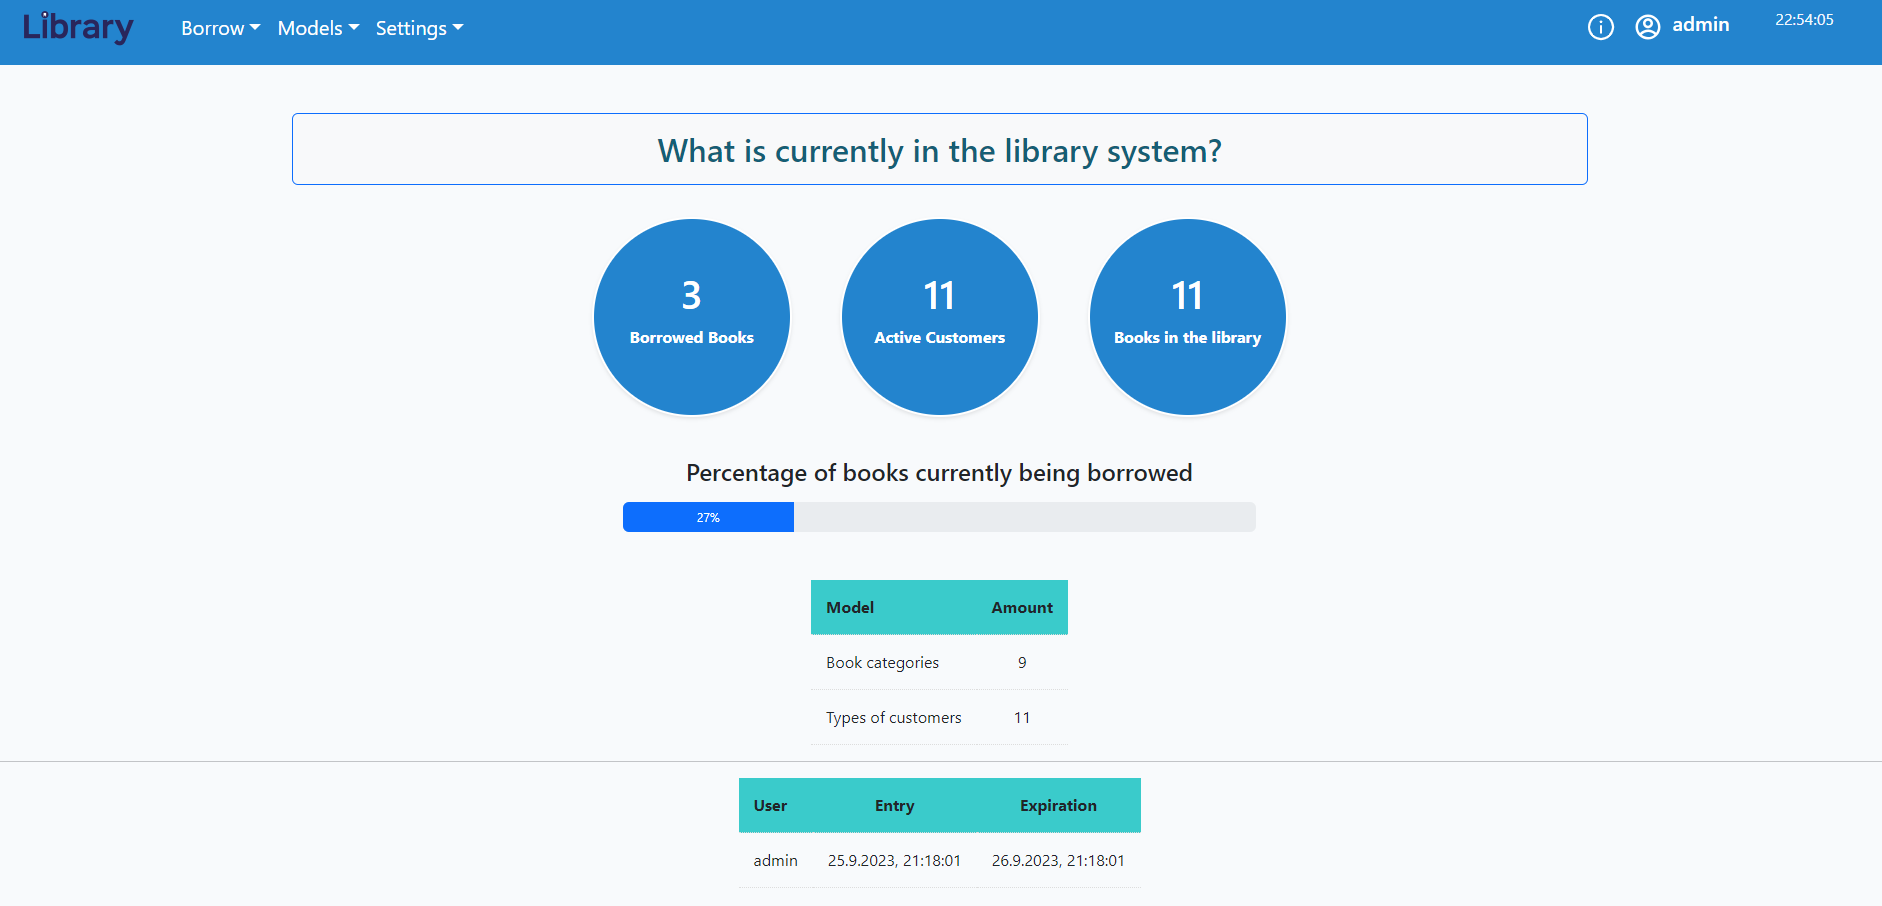 Library Borrow Models Settings admin 22:54:05
What is currently in the library system?
3 11 11
Borrowed Books Active Customers Books in the library
Percentage of books currently being borrowed
27%
Model Amount
Book categories 9
Types of customers 11
User Entry Expiration
admin 25.9.2023, 21:18:01 26.9.2023, 21:18:01